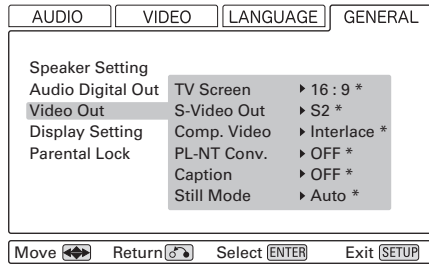 AUDIO VIDEO LANGUAGE GENERAL
Speaker Setting
Audio Digital Out TV Screen 16 : 9 *
Video Out S-Video Out S2 *
Display Setting Comp. Video Interlace *
Parental Lock PL-NT Conv. OFF *
Caption OFF *
Still Mode Auto *
Move Return Select ENTER Exit SETUP